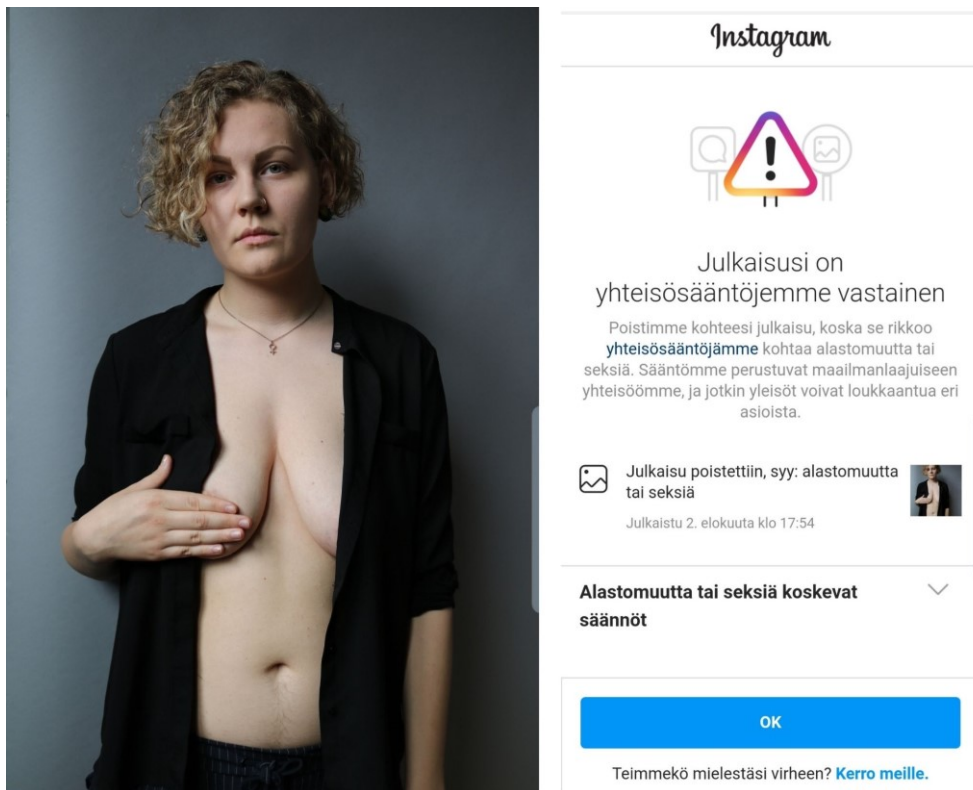 Instagram
Julkaisusi on
yhteisösääntöjemme vastainen
Poistimme kohteesi julkaisu, koska se rikkoo
yhteisösääntöjämme kohtaa alastomuutta tai
seksiä. Sääntömme perustuvat maailmanlaajuiseen
yhteisöömme, ja jotkin yleisöt voivat loukkaantua eri
asioista.
Julkaisu poistettiin, syy: alastomuutta
tai seksiä
Julkaistu 2. elokuuta klo 17:54
Alastomuutta tai seksiä koskevat
säännöt
OK
Teimmekö mielestäsi virheen? Kerro meille.